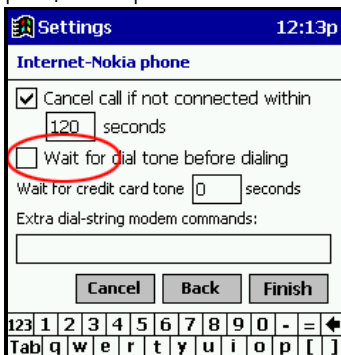 Settings 12:13p
Internet-Nokia phone
Cancel call if not connected within
120 seconds
Wait for dial tone before dialing
Wait for credit card tone 0 seconds
Extra dial-string modem commands:
Cancel Back Finish
123 1 2 3 4 5 6 7 8 9 0 - =
Tab q w e r t y u i o p [ ]